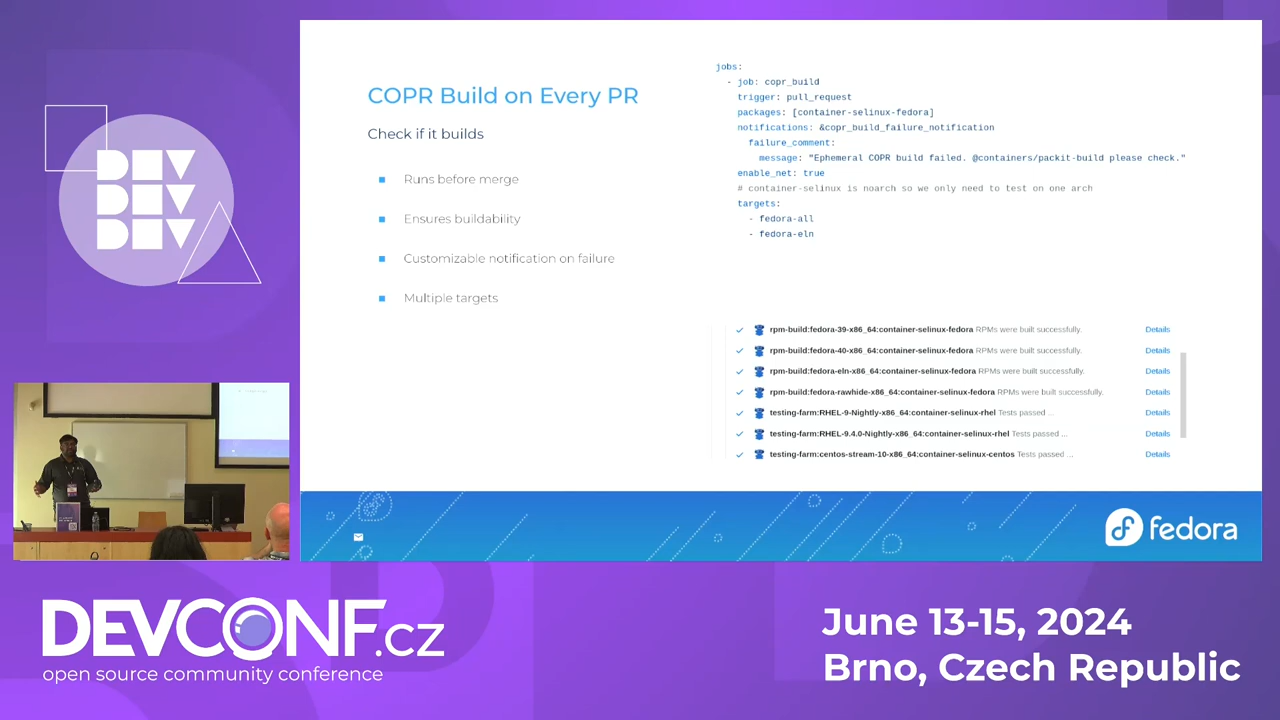 DEV
DEV
DEV
COPR Build on Every PR
Check if it builds
Runs before merge
Ensures buildability
Customizable notification on failure
Multiple targets
jobs:
- job: copr_build
trigger: pull_request
packages: [container-selinux-fedora]
notifications: &copr_build_failure_notification
failure_comment:
message: "Ephemeral COPR build failed. @containers/packit-build please check."
enable_net: true
# container-selinux is noarch so we only need to test on one arch
targets:
- fedora-all
- fedora-eln
rpm-build:fedora-39-x86_64:container-selinux-fedora RPMs were built successfully. Details
rpm-build:fedora-40-x86_64:container-selinux-fedora RPMs were built successfully. Details
rpm-build:fedora-eln-x86_64:container-selinux-fedora RPMs were built successfully. Details
rpm-build:fedora-rawhide-x86_64:container-selinux-fedora RPMs were built successfully. Details
testing-farm:RHEL-9-Nightly-x86_64:container-selinux-rhel Tests passed ... Details
testing-farm:RHEL-9.4.0-Nightly-x86_64:container-selinux-rhel Tests passed ... Details
testing-farm:centos-stream-10-x86_64:container-selinux-centos Tests passed ... Details
fedora
DEVCONF.cz
open source community conference
June 13-15, 2024
Brno, Czech Republic